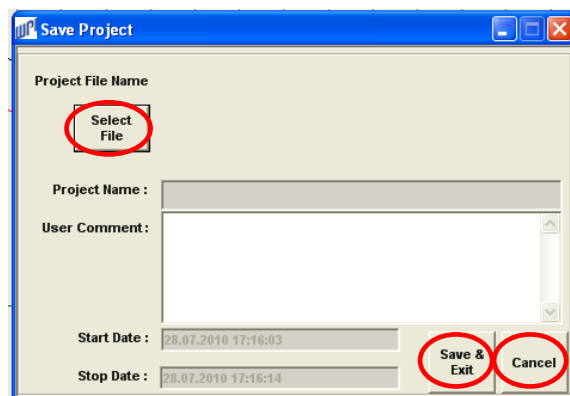 WP Save Project
Project File Name
Select
File
Project Name :
User Comment :
Start Date : 28.07.2010 17:16:03
Stop Date : 28.07.2010 17:16:14
Save &
Exit
Cancel